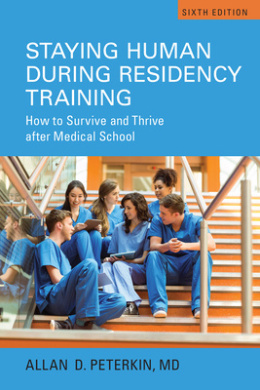 SIXTH EDITION
STAYING HUMAN
DURING RESIDENCY
TRAINING
How to Survive and Thrive
after Medical School
ALLAN D. PETERKIN, MD